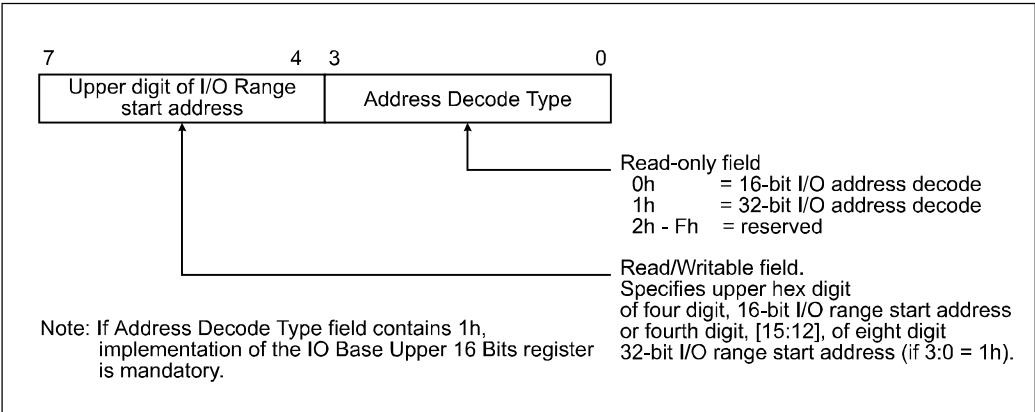 7 4 3 0
Upper digit of I/O Range
start address
Address Decode Type
Read-only field
0h = 16-bit I/O address decode
1h = 32-bit I/O address decode
2h - Fh = reserved
Read/Writable field.
Specifies upper hex digit
of four digit, 16-bit I/O range start address
or fourth digit, [15:12], of eight digit
32-bit I/O range start address (if 3:0 = 1h).
Note: If Address Decode Type field contains 1h,
implementation of the IO Base Upper 16 Bits register
is mandatory.